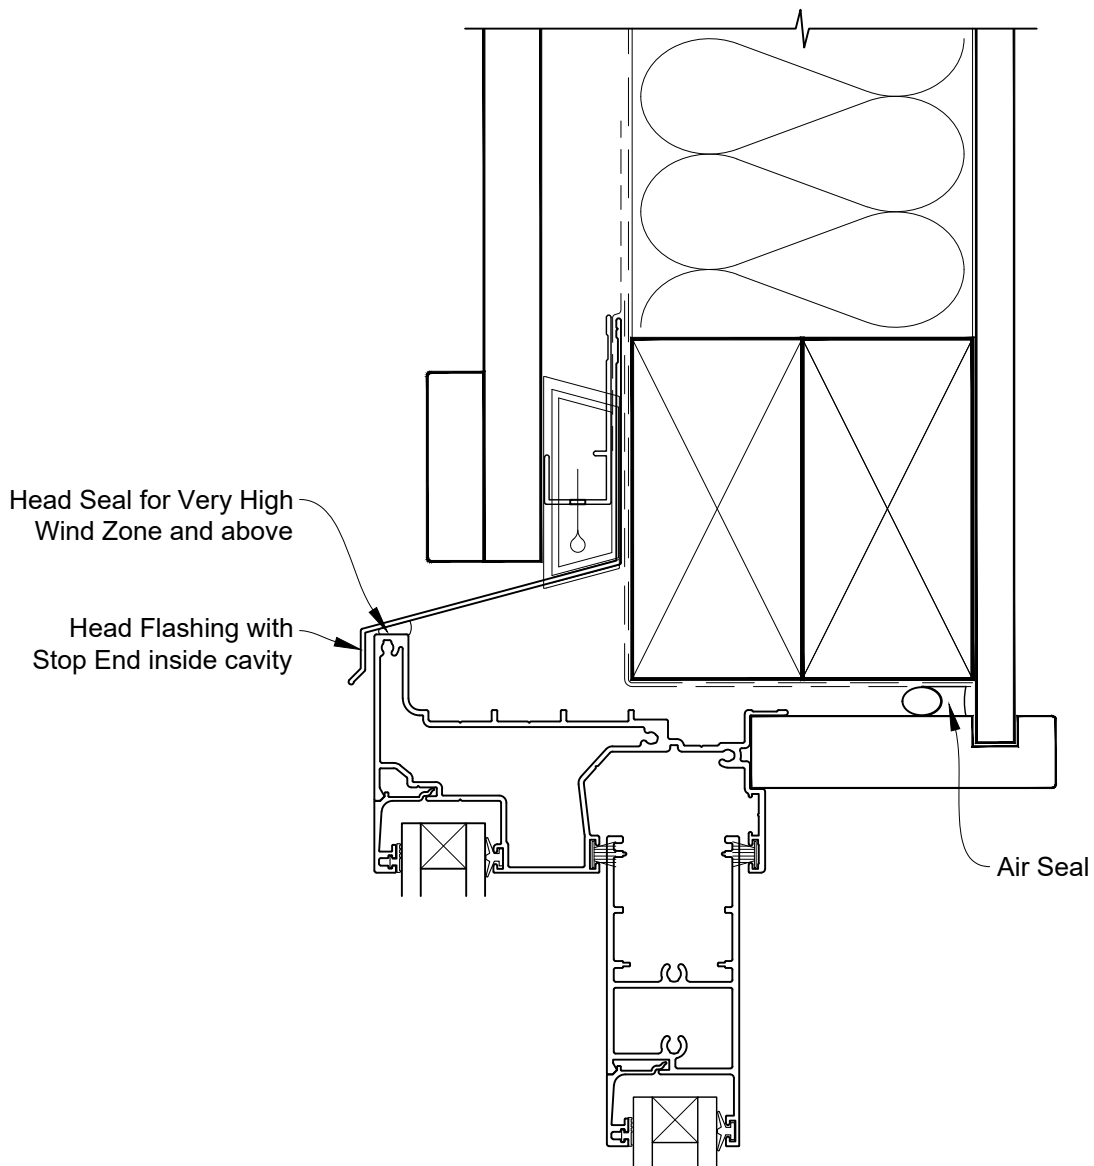 Head Seal for Very High
Wind Zone and above
Head Flashing with
Stop End inside cavity
Air Seal